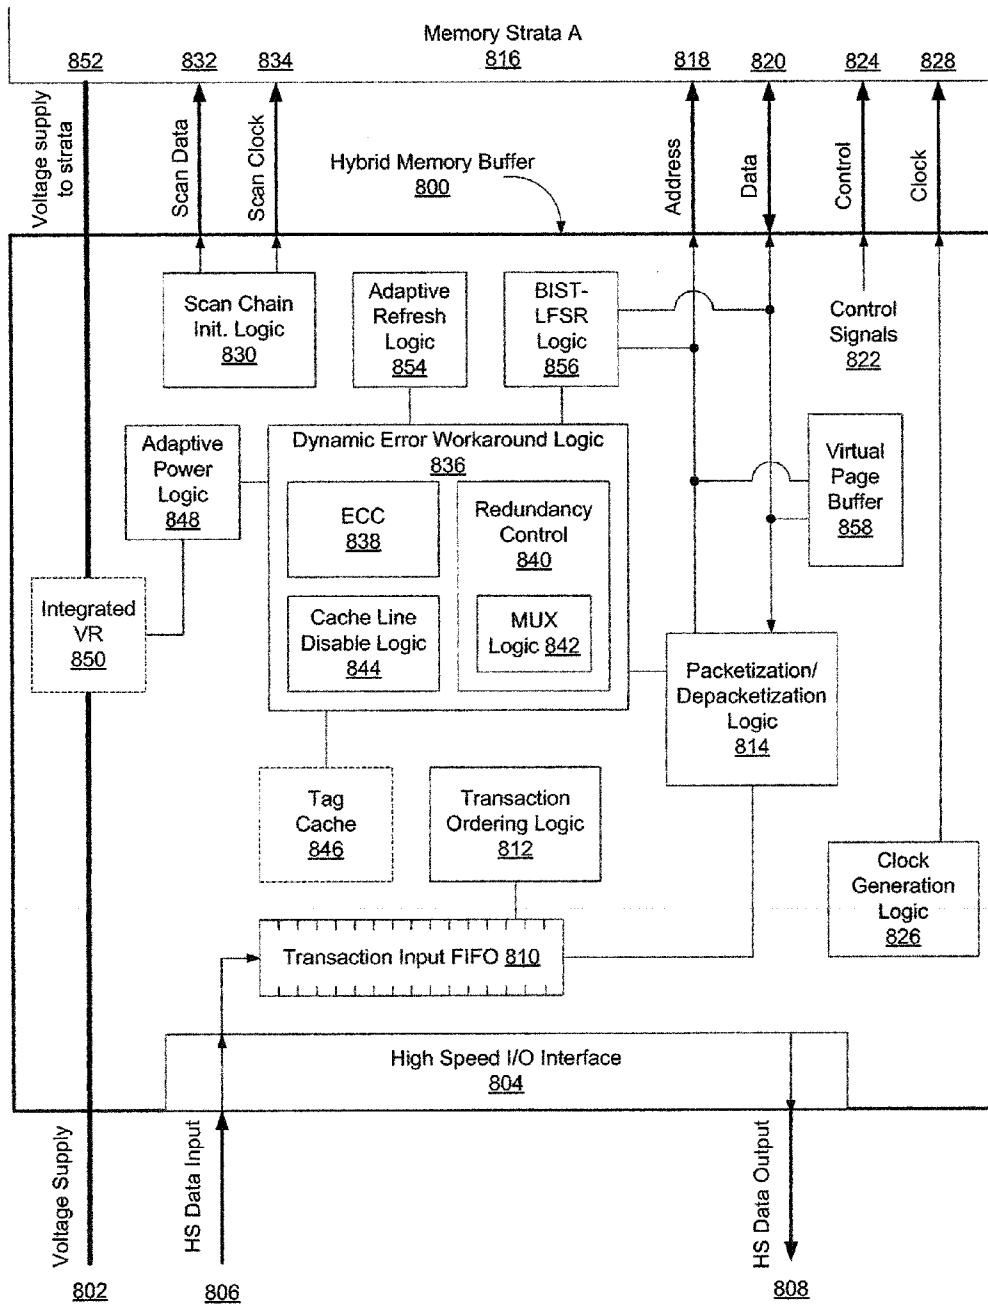 Memory Strata A
816
852
832
834
818
820
824
828
Voltage supply
to strata
Scan Data
Scan Clock
Address
Data
Control
Clock
Hybrid Memory Buffer
800
Scan Chain
Init. Logic
830
Adaptive
Refresh
Logic
854
BIST-
LFSR
Logic
856
Control
Signals
822
Adaptive
Power
Logic
848
Dynamic Error Workaround Logic
836
ECC
838
Redundancy
Control
840
Virtual
Page
Buffer
858
Integrated
VR
850
Cache Line
Disable Logic
844
MUX
Logic 842
Packetization/
Depacketization
Logic
814
Tag
Cache
846
Transaction
Ordering Logic
812
Clock
Generation
Logic
826
Transaction Input FIFO 810
High Speed I/O Interface
804
Voltage Supply
HS Data Input
HS Data Output
802
806
808